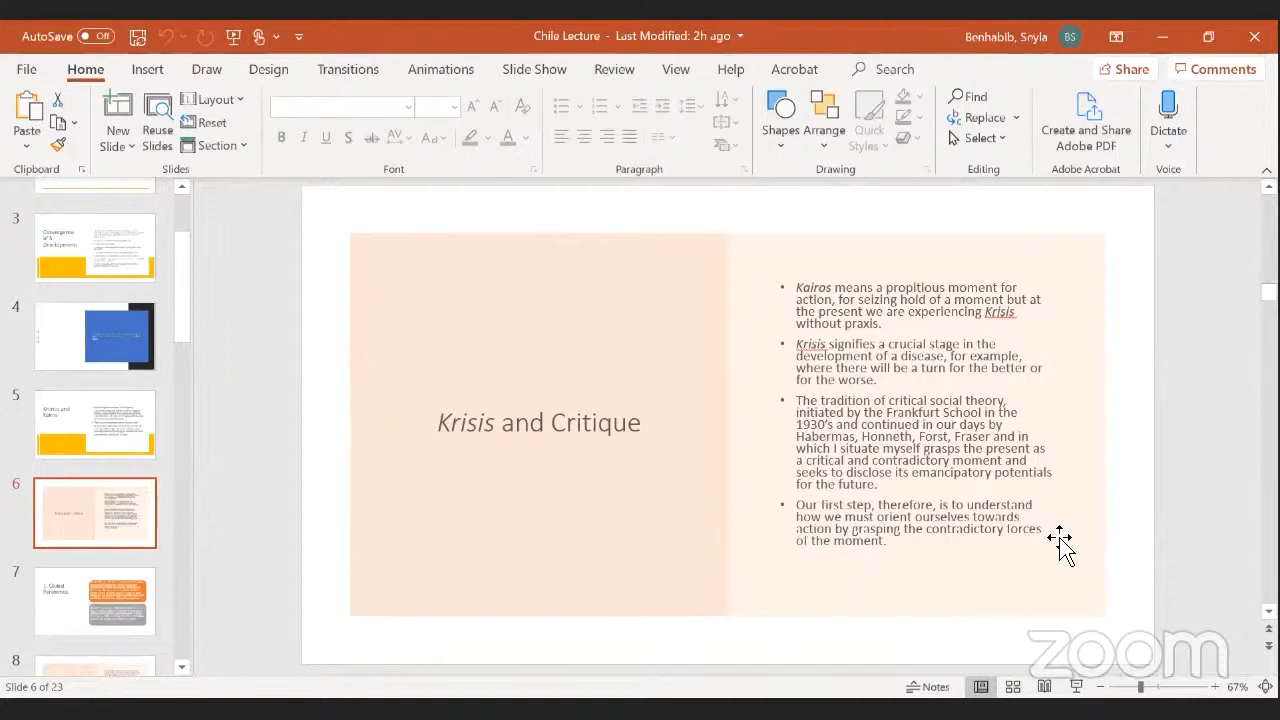 AutoSave Off
Chile Lecture - Last Modified: 2h ago
Benhabib, Seyla BS
File Home Insert Draw Design Transitions Animations Slide Show Review View Help Acrobat Search Share Comments
Paste
New Slide
Reuse Slides
Layout
Reset
Section
Shapes
Arrange
Quick Styles
Find
Replace
Select
Create and Share Adobe PDF
Dictate
Clipboard Slides Font Paragraph Drawing Editing Adobe Acrobat Voice
3
4
5
6
7
1. Global
Pandemics
8
Krisis and Critique
• Kairos means a propitious moment for
action, for seizing hold of a moment but at
the present we are experiencing Krisis
without praxis.
• Krisis signifies a crucial stage in the
development of a disease, for example,
where there will be a turn for the better or
for the worse.
• The tradition of critical social theory,
initiated by the Frankfurt School in the
1930's and continued in our days by
Habermas, Honneth, Forst, Fraser and in
which I situate myself grasps the present as
a critical and contradictory moment and
seeks to disclose its emancipatory potentials
for the future.
• Our first step, therefore, is to understand
how we must orient ourselves towards
action by grasping the contradictory forces
of the moment.
zoom
Slide 6 of 23
Notes
67%